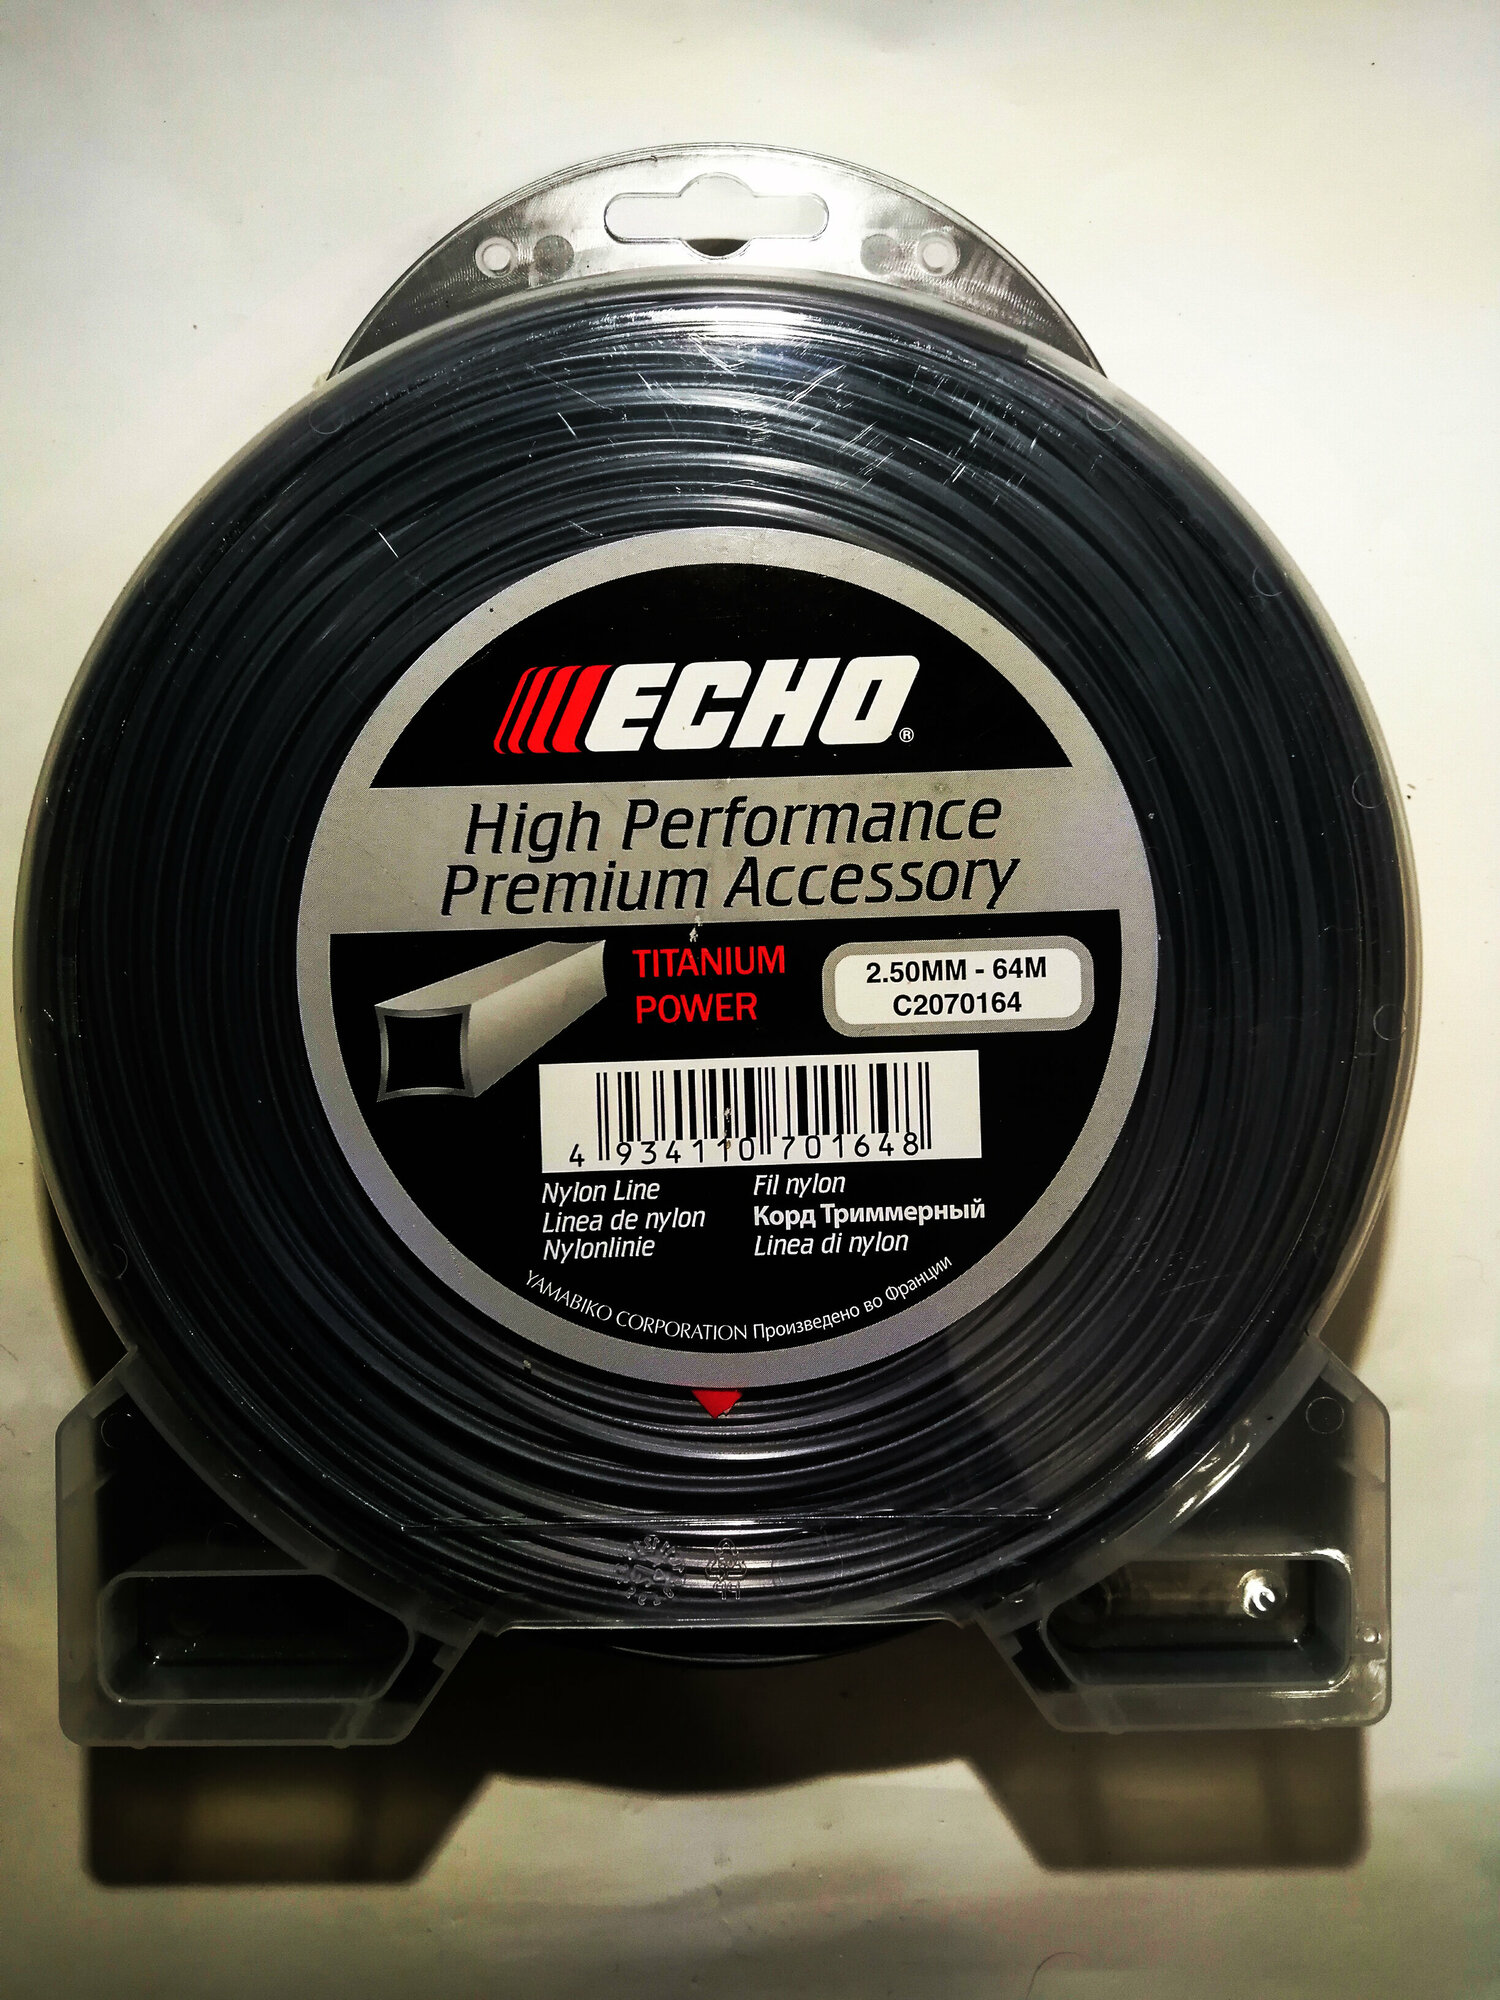 ECHO®
High Performance
Premium Accessory
TITANIUM
POWER
2.50MM - 64M
C2070164
4 934110 701648
Nylon Line
Linea de nylon
Nylonlinie
Fil nylon
Корд Триммерный
Linea di nylon
YAMABIKO CORPORATION Произведено во Франции